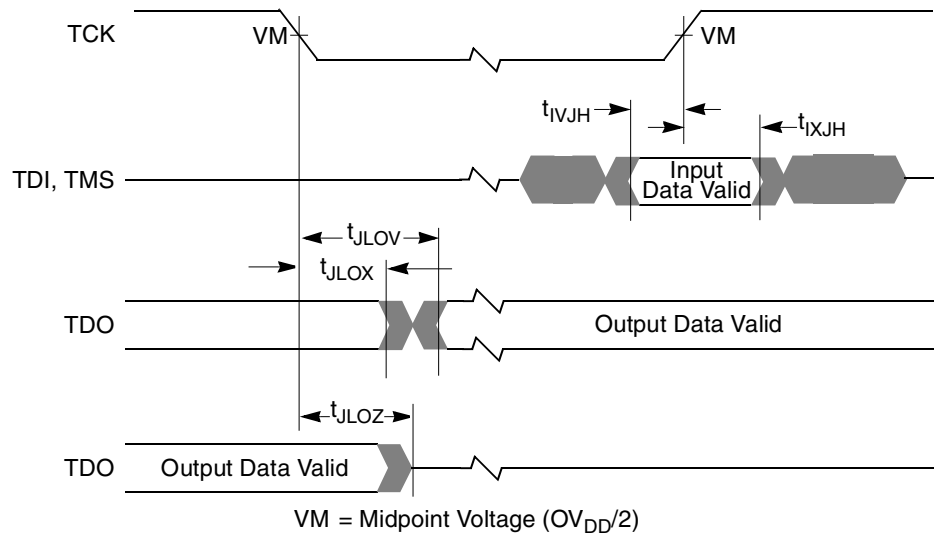 TCK
VM
VM
tIVJH
tIXJH
TDI, TMS
Input
Data Valid
tJLOV
tJLOX
TDO
Output Data Valid
tJLOZ
TDO
Output Data Valid
VM = Midpoint Voltage (OVDD/2)